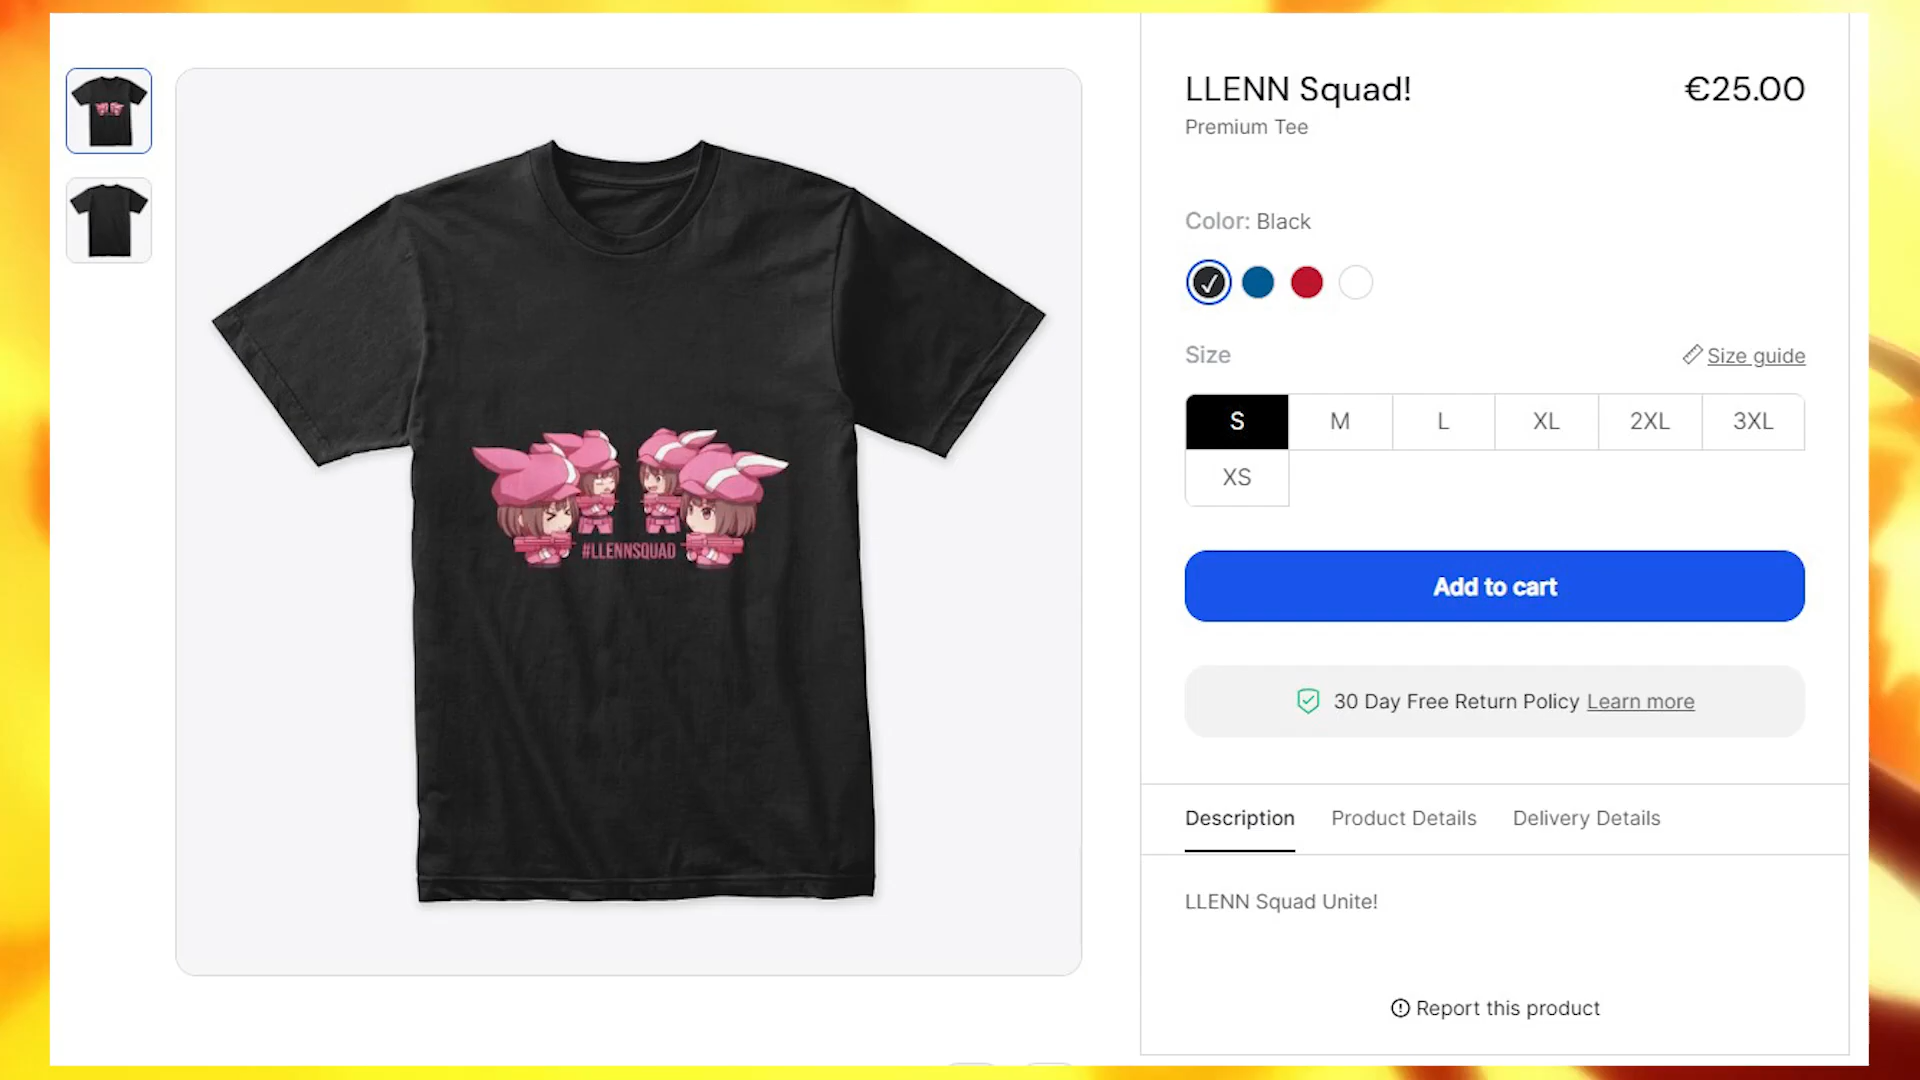 #LLENNSQUAD
LLENN Squad!
€25.00
Premium Tee
Color: Black
Size
Size guide
S
M
L
XL
2XL
3XL
XS
Add to cart
30 Day Free Return Policy Learn more
Description
Product Details
Delivery Details
LLENN Squad Unite!
Report this product